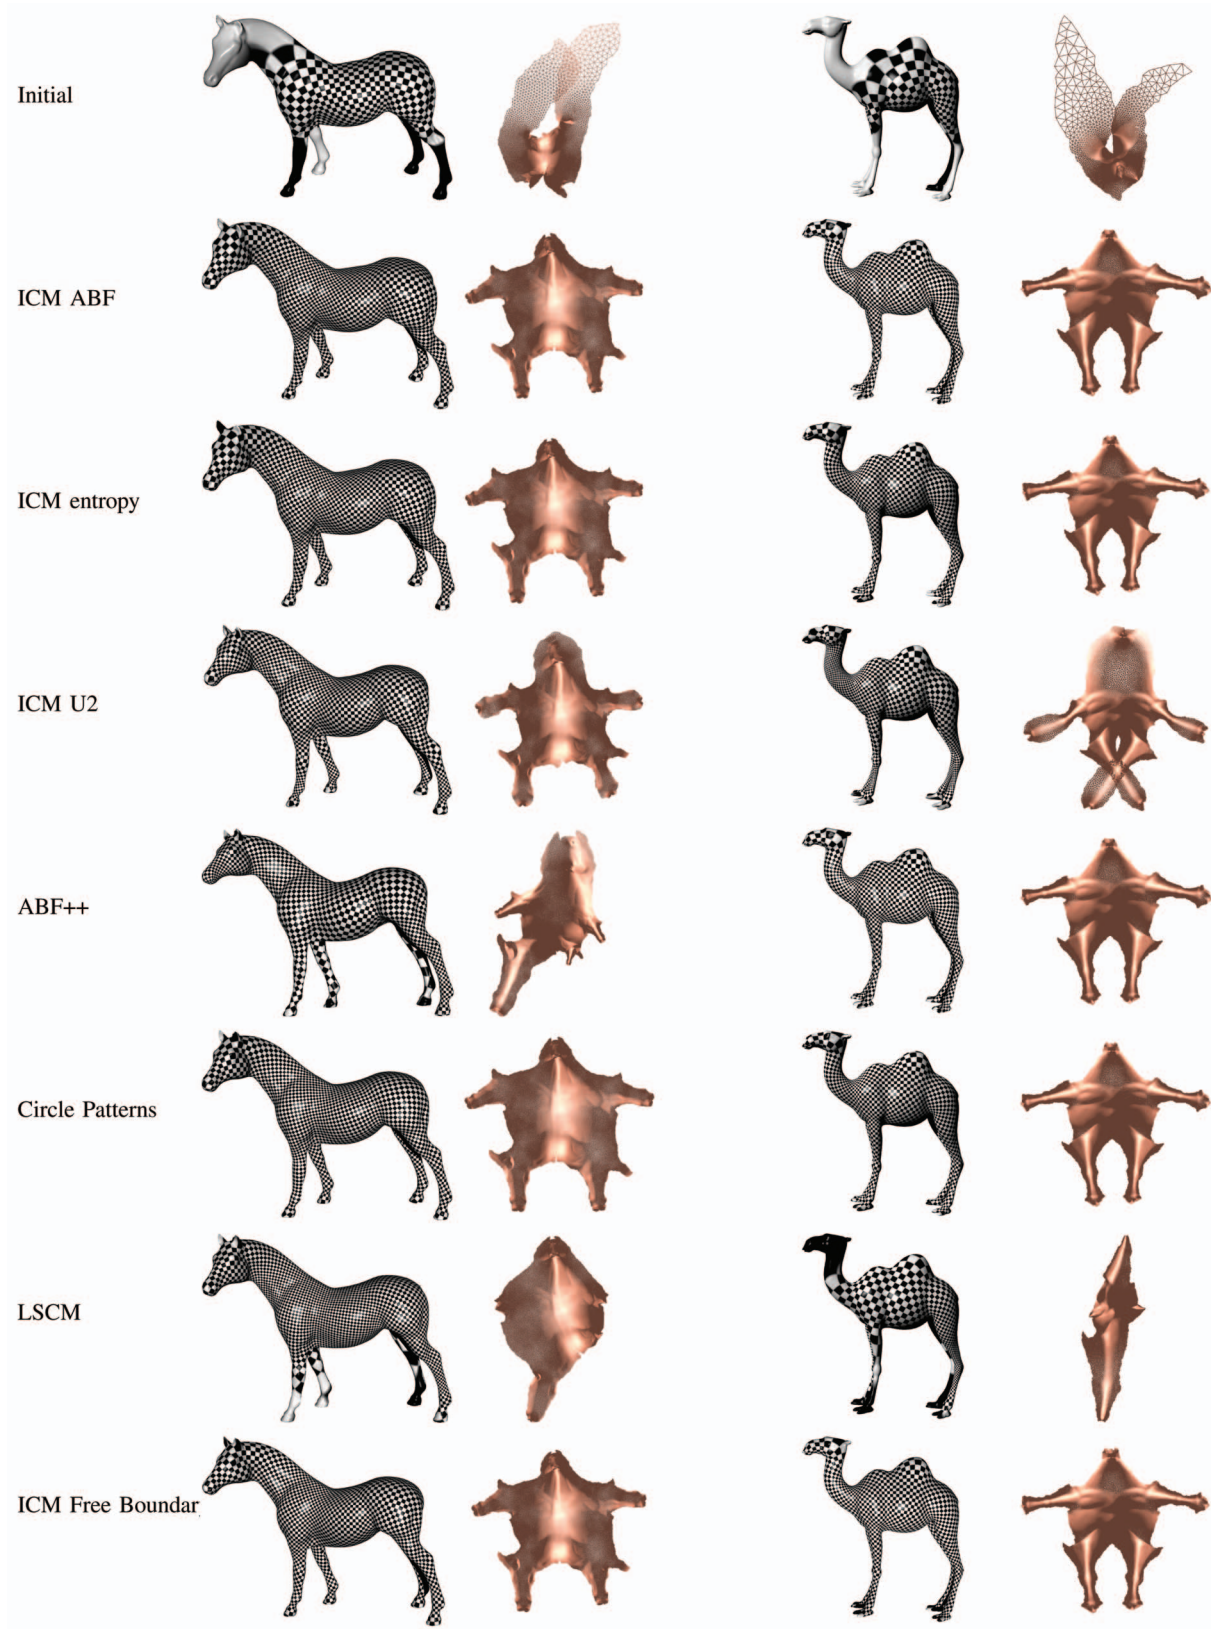 Initial
ICM ABF
ICM entropy
ICM U2
ABF++
Circle Patterns
LSCM
ICM Free Boundar